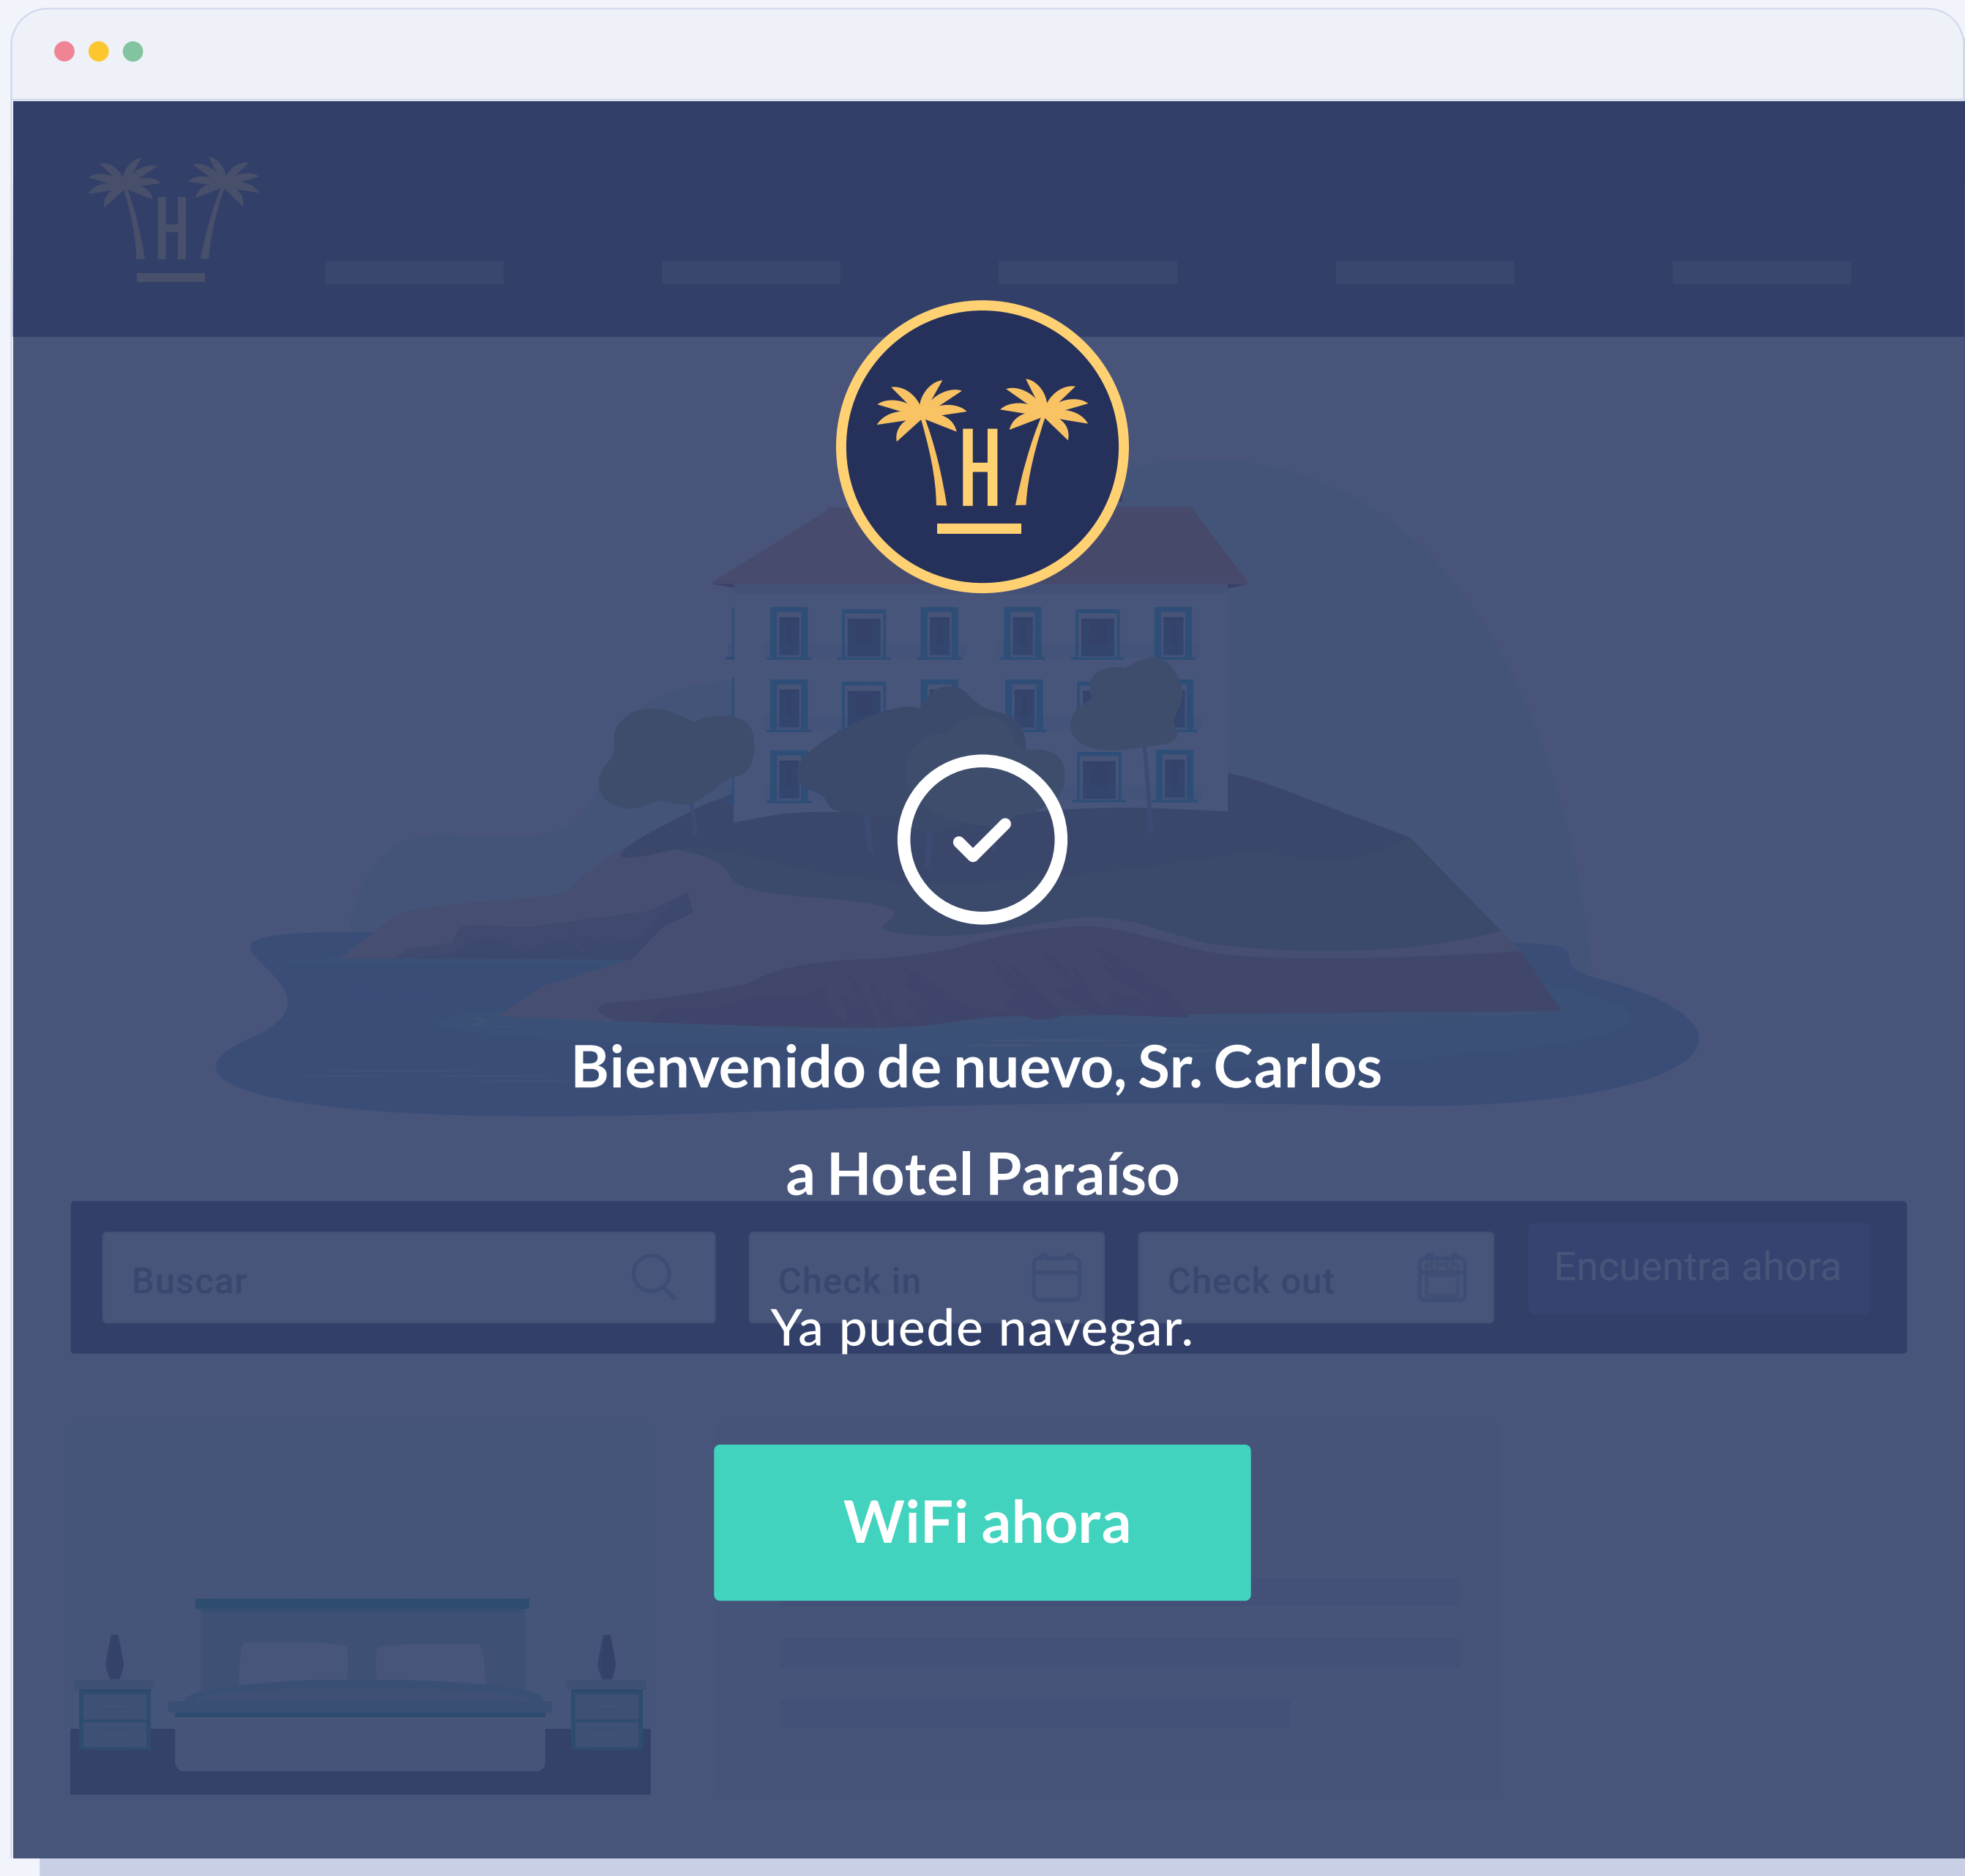 H
H
Bienvenido de nuevo, Sr. Carlos
a Hotel Paraíso
Buscar
Check in
Check out
Encuentra ahora
Ya puede navegar.
WiFi ahora